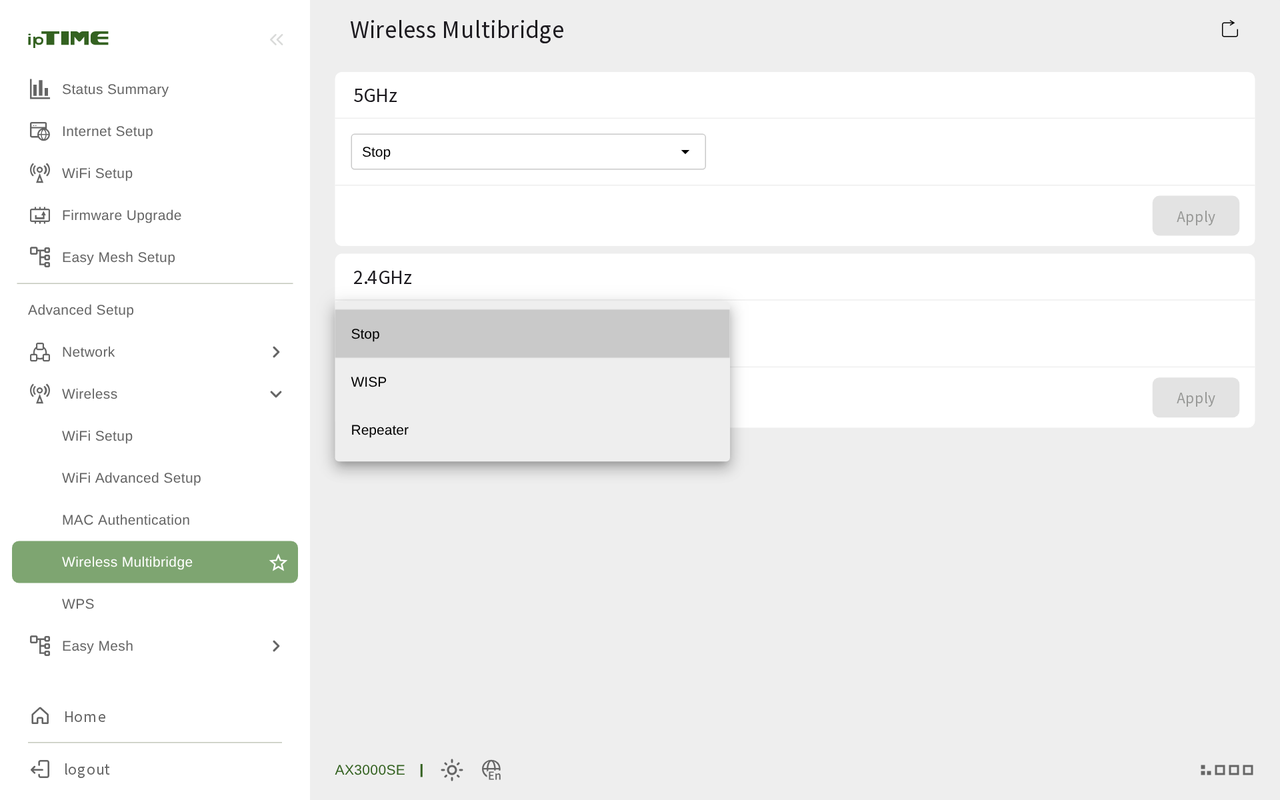 ipTIME
Status Summary
Internet Setup
WiFi Setup
Firmware Upgrade
Easy Mesh Setup
Advanced Setup
Network
Wireless
WiFi Setup
WiFi Advanced Setup
MAC Authentication
Wireless Multibridge
WPS
Easy Mesh
Home
logout
Wireless Multibridge
5GHz
Stop
Apply
2.4GHz
Stop
WISP
Repeater
Apply
AX3000SE
En